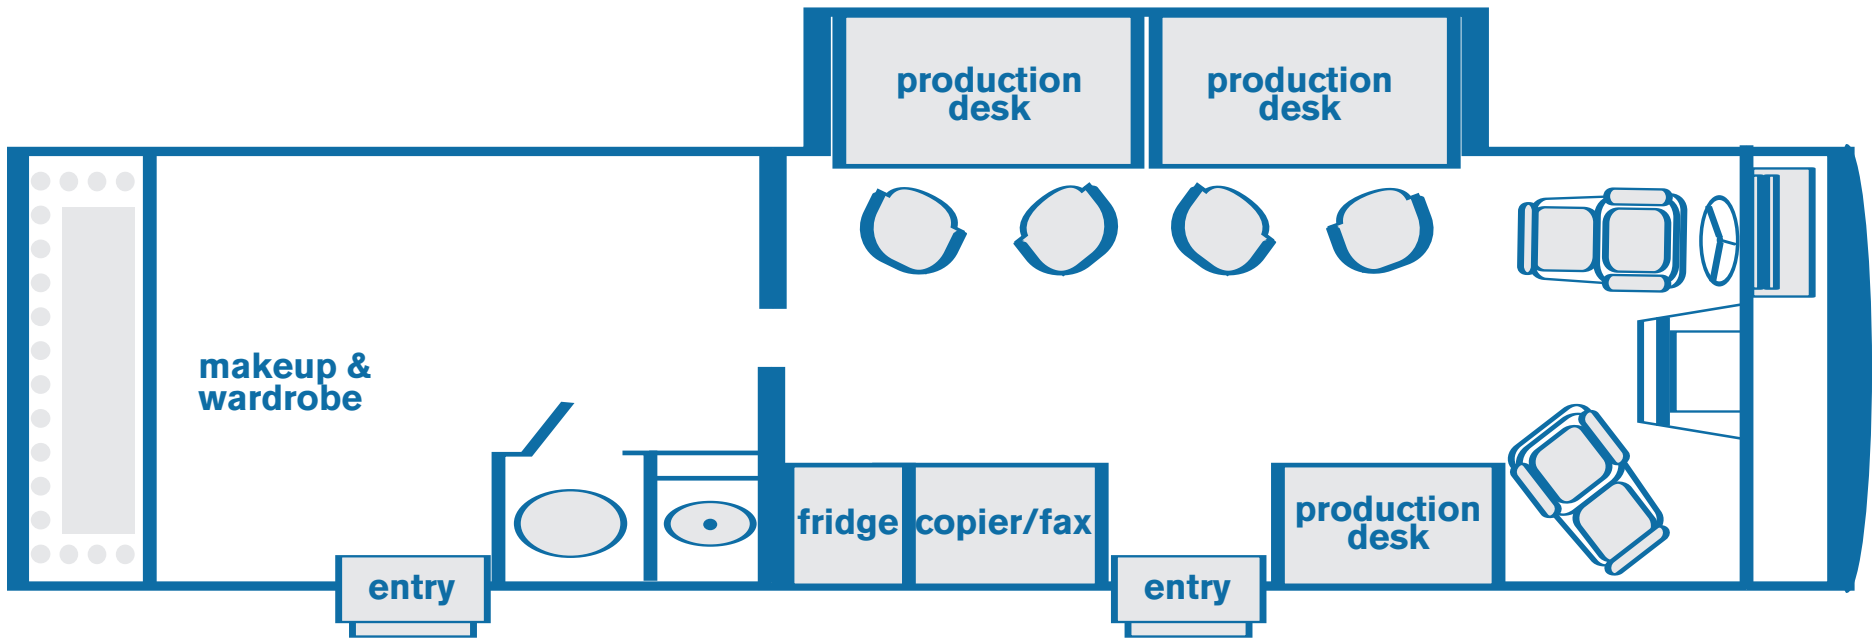 production
desk
production
desk
makeup &
wardrobe
fridge
copier/fax
production
desk
entry
entry